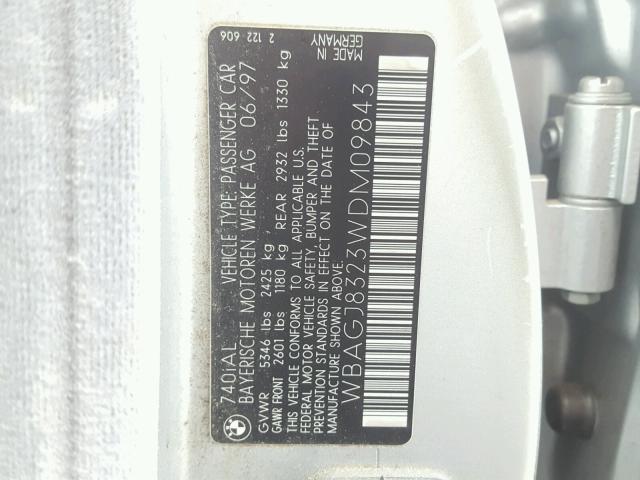 740iAL VEHICLE TYPE: PASSENGER CAR
BAYERISCHE MOTOREN WERKE AG 06/97
GVWR 5346 lbs 2425 kg
GAWR FRONT 2601 lbs 1180 kg, REAR 2932 lbs 1330 kg
THIS VEHICLE CONFORMS TO ALL APPLICABLE U.S.
FEDERAL MOTOR VEHICLE SAFETY, BUMPER AND THEFT
PREVENTION STANDARDS IN EFFECT ON THE DATE OF
MANUFACTURE SHOWN ABOVE.
WBAGJ8323WDM09843
2 122 606
MADE IN
GERMANY
BMW